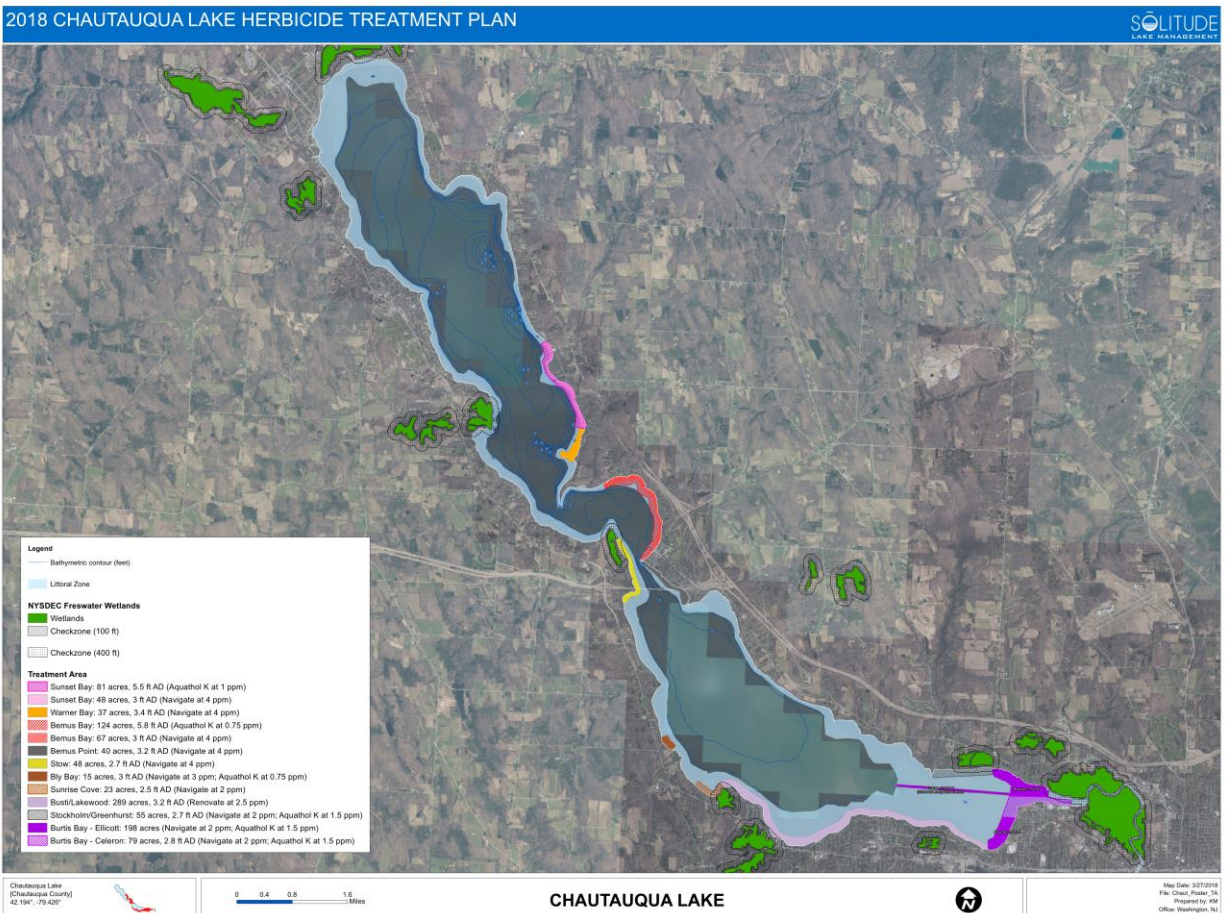 2018 CHAUTAUQUA LAKE HERBICIDE TREATMENT PLAN
SŌLITUDE
LAKE MANAGEMENT
Legend
Bathymetric contour (feet)
Littoral Zone
NYSDEC Freswater Wetlands
Wetlands
Checkzone (100 ft)
Checkzone (400 ft)
Treatment Area
Sunset Bay: 81 acres, 5.5 ft AD (Aquathol K at 1 ppm)
Sunset Bay: 48 acres, 3 ft AD (Navigate at 4 ppm)
Warner Bay: 37 acres, 3.4 ft AD (Navigate at 4 ppm)
Bemus Bay: 124 acres, 5.8 ft AD (Aquathol K at 0.75 ppm)
Bemus Bay: 67 acres, 3 ft AD (Navigate at 4 ppm)
Bemus Point: 40 acres, 3.2 ft AD (Navigate at 4 ppm)
Stow: 48 acres, 2.7 ft AD (Navigate at 4 ppm)
Bly Bay: 15 acres, 3 ft AD (Navigate at 3 ppm; Aquathol K at 0.75 ppm)
Sunrise Cove: 23 acres, 2.5 ft AD (Navigate at 2 ppm)
Busti/Lakewood: 289 acres, 3.2 ft AD (Renovate at 2.5 ppm)
Stockholm/Greenhurst: 55 acres, 2.7 ft AD (Navigate at 2 ppm; Aquathol K at 1.5 ppm)
Burtis Bay - Ellicott: 198 acres (Navigate at 2 ppm; Aquathol K at 1.5 ppm)
Burtis Bay - Celeron: 79 acres, 2.8 ft AD (Navigate at 2 ppm; Aquathol K at 1.5 ppm)
Chautauqua Lake
[Chautauqua County]
42.194°, -79.426°
0 0.4 0.8 1.6
Miles
CHAUTAUQUA LAKE
N
Map Date: 3/27/2018
File: Chaut_Poster_TA
Prepared by: KM
Office: Washington, NJ